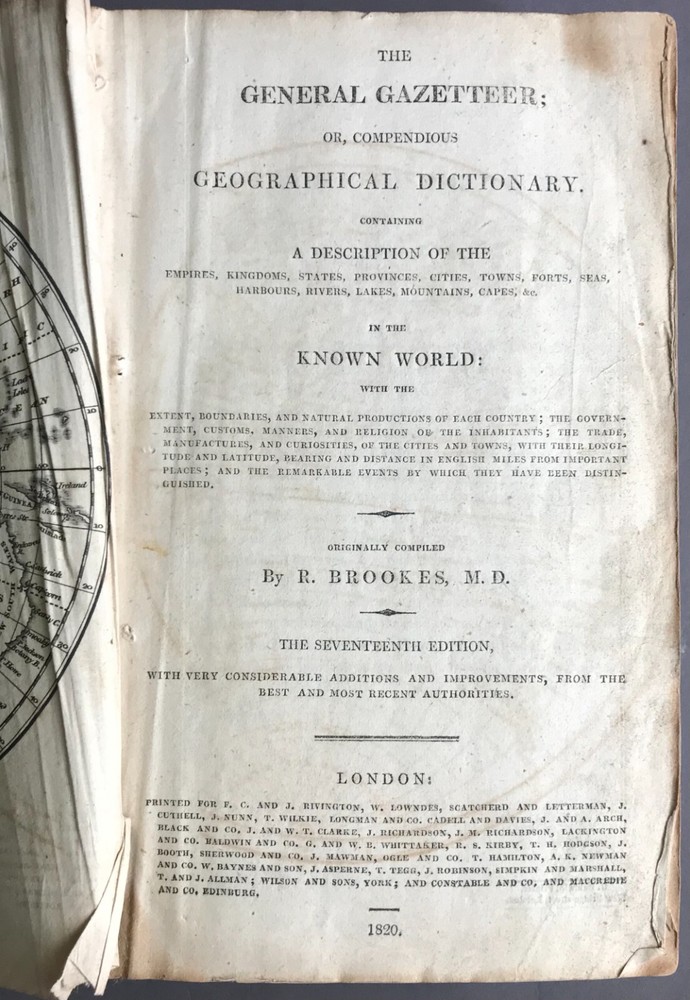 THE
GENERAL GAZETTEER;
OR, COMPENDIOUS
GEOGRAPHICAL DICTIONARY.
CONTAINING
A DESCRIPTION OF THE
EMPIRES, KINGDOMS, STATES, PROVINCES, CITIES, TOWNS, FORTS, SEAS,
HARBOURS, RIVERS, LAKES, MOUNTAINS, CAPES, &c.
IN THE
KNOWN WORLD:
WITH THE
EXTENT, BOUNDARIES, AND NATURAL PRODUCTIONS OF EACH COUNTRY; THE GOVERN-
MENT, CUSTOMS, MANNERS, AND RELIGION OF THE INHABITANTS; THE TRADE,
MANUFACTURES, AND CURIOSITIES, OF THE CITIES AND TOWNS, WITH THEIR LONGI-
TUDE AND LATITUDE, BEARING AND DISTANCE IN ENGLISH MILES FROM IMPORTANT
PLACES; AND THE REMARKABLE EVENTS BY WHICH THEY HAVE BEEN DISTIN-
GUISHED.
ORIGINALLY COMPILED
By R. BROOKES, M.D.
THE SEVENTEENTH EDITION,
WITH VERY CONSIDERABLE ADDITIONS AND IMPROVEMENTS, FROM THE
BEST AND MOST RECENT AUTHORITIES.
LONDON:
PRINTED FOR F. C. AND J. RIVINGTON, W. LOWNDES, SCATCHERD AND LETTERMAN, J.
CUTHELL, J. NUNN, T. WILKIE, LONGMAN AND CO. CADELL AND DAVIES, J. AND A. ARCH,
BLACK AND CO. J. AND W. T. CLARKE, J. RICHARDSON, J. M. RICHARDSON, LACKINGTON
AND CO. BALDWIN AND CO. G. AND W. B. WHITTAKER, R. S. KIRBY, T. H. HODGSON, J.
BOOTH, SHERWOOD AND CO. J. MAWMAN, OGLE AND CO. T. HAMILTON, A. K. NEWMAN
AND CO. W. BAYNES AND SON, J. ASPERNE, T. TEGG, J. ROBINSON, SIMPKIN AND MARSHALL,
T. AND J. ALLMAN; WILSON AND SONS, YORK; AND CONSTABLE AND CO. AND MACCREDIE
AND CO. EDINBURG.
1820.
N. Ireland
GUINEA
Botany B.